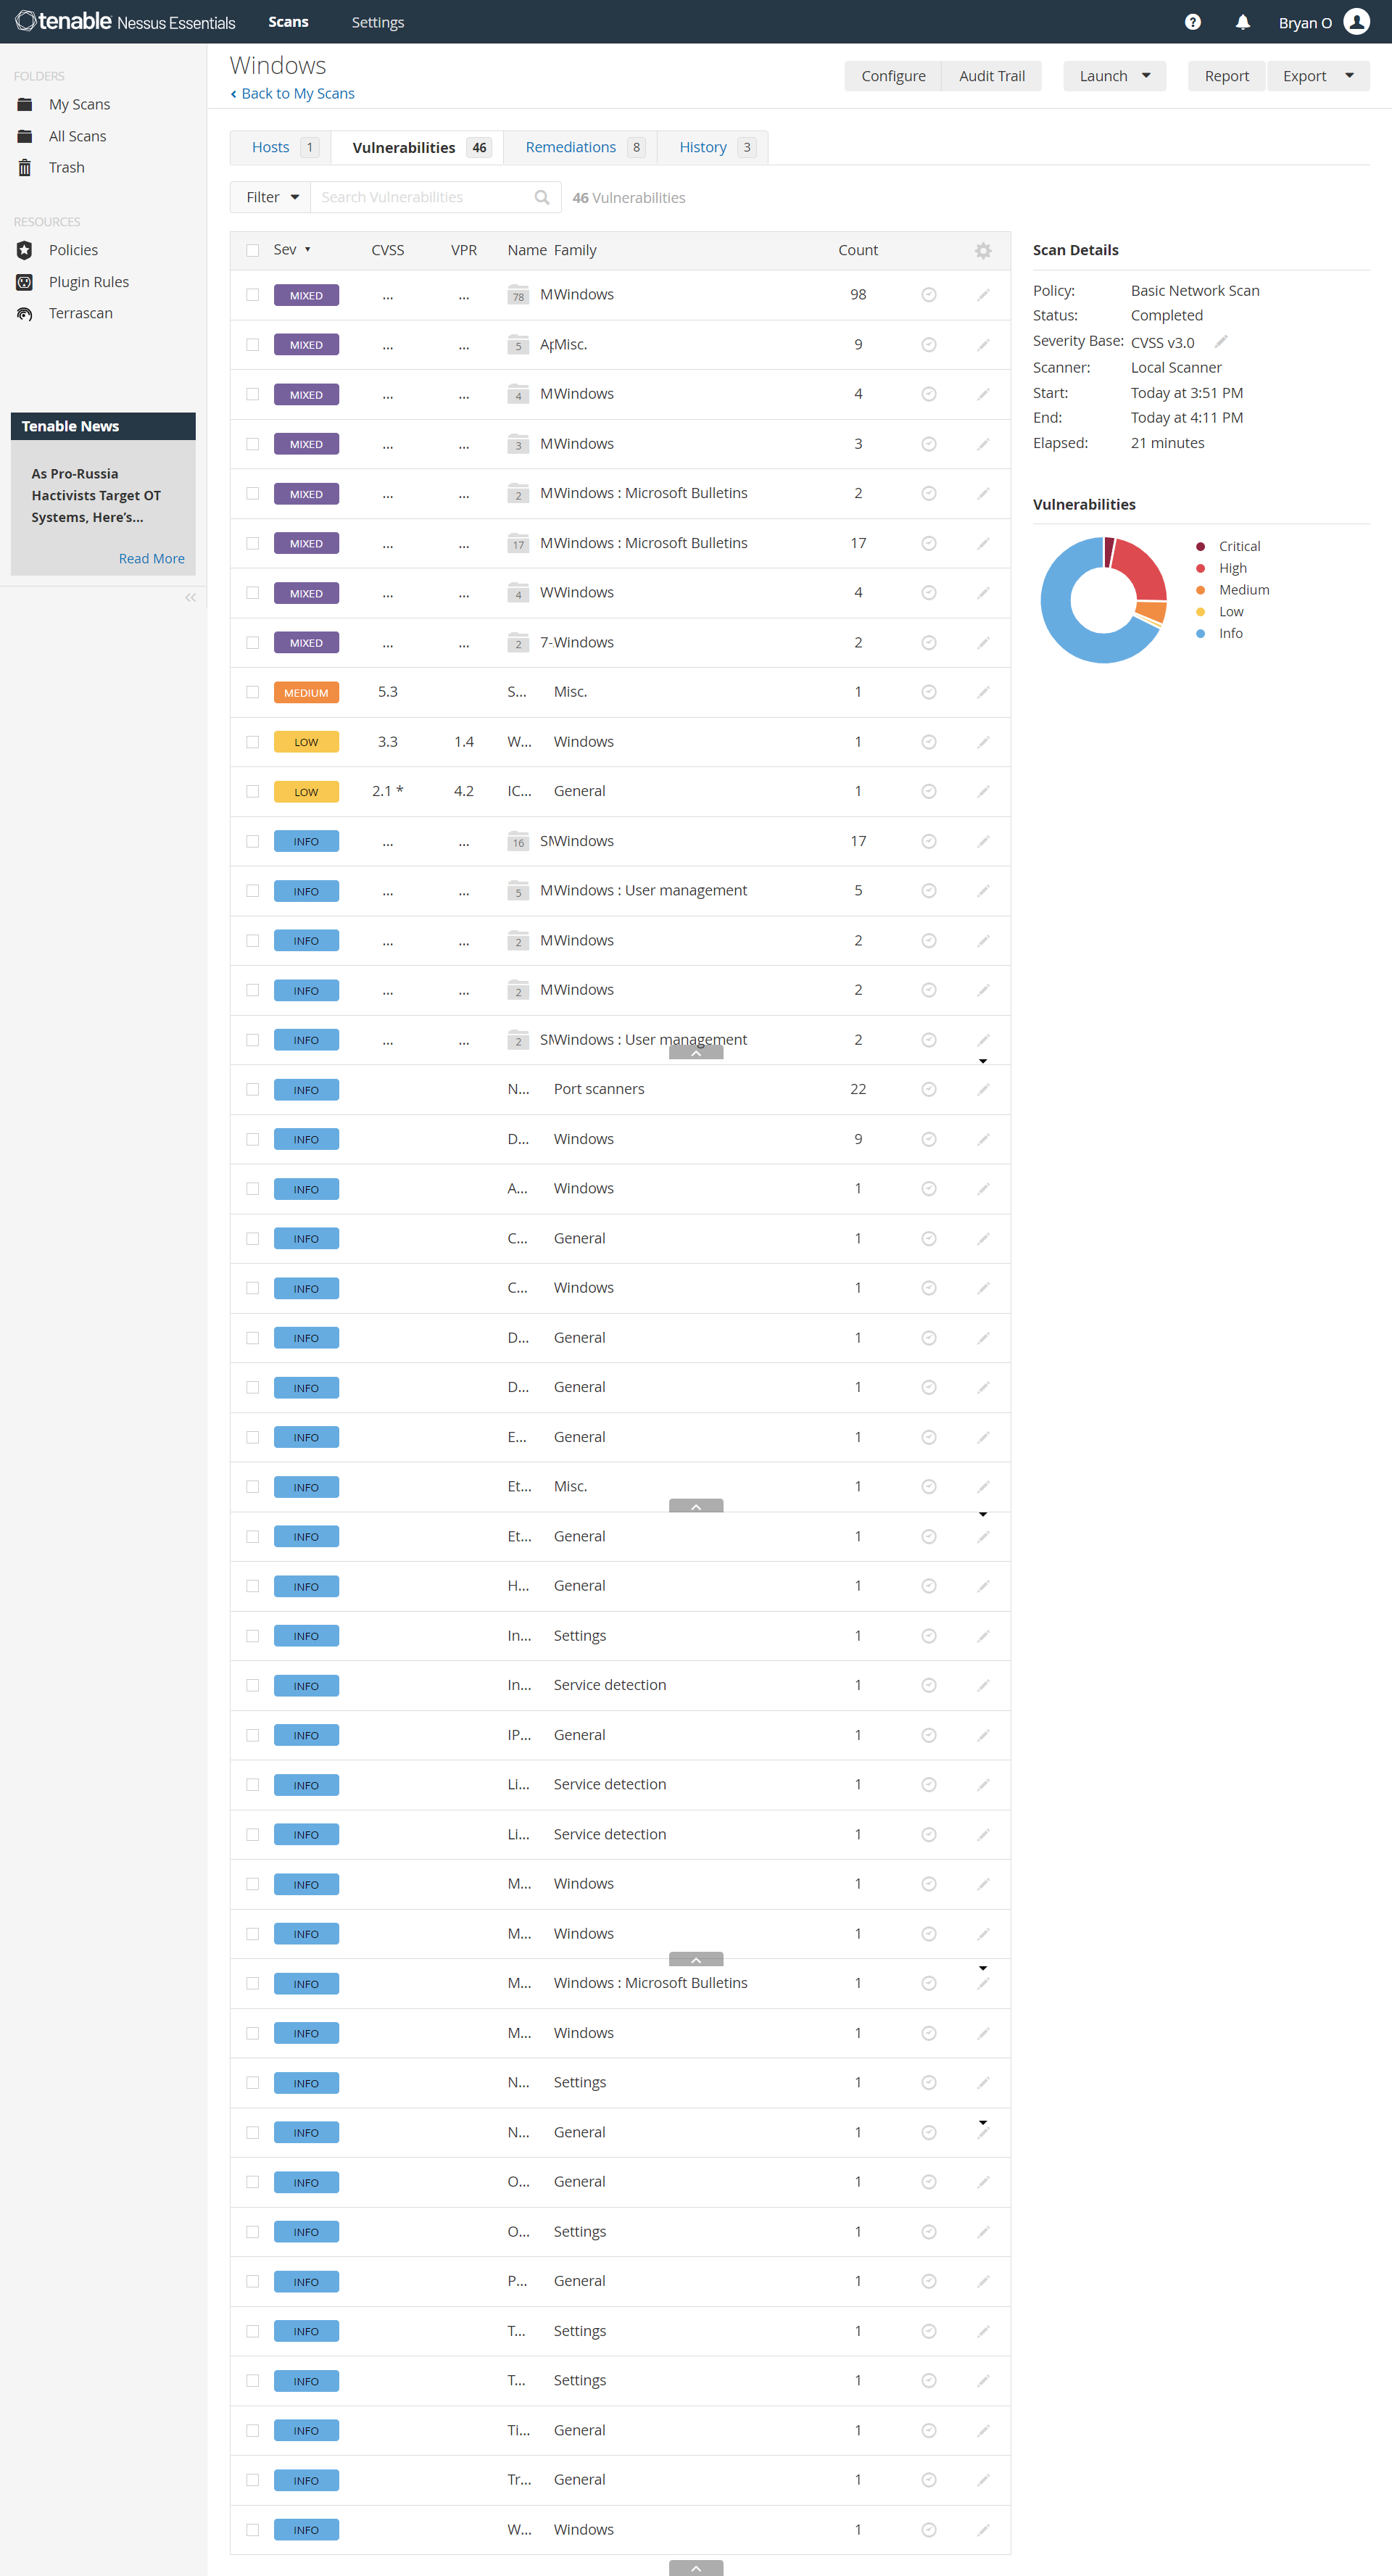 tenable Nessus Essentials Scans Settings Bryan O
FOLDERS
My Scans
All Scans
Trash
RESOURCES
Policies
Plugin Rules
Terrascan
Tenable News
As Pro-Russia
Hactivists Target OT
Systems, Here's...
Read More
Windows
Back to My Scans
Configure Audit Trail Launch Report Export
Hosts 1 Vulnerabilities 46 Remediations 8 History 3
Filter Search Vulnerabilities 46 Vulnerabilities
Sev CVSS VPR Name Family Count
MIXED ... ... 78 M Windows 98
MIXED ... ... 5 Ap Misc. 9
MIXED ... ... 4 M Windows 4
MIXED ... ... 3 M Windows 3
MIXED ... ... 2 M Windows : Microsoft Bulletins 2
MIXED ... ... 17 M Windows : Microsoft Bulletins 17
MIXED ... ... 4 W Windows 4
MIXED ... ... 2 7- Windows 2
MEDIUM 5.3 S... Misc. 1
LOW 3.3 1.4 W... Windows 1
LOW 2.1 * 4.2 IC... General 1
INFO ... ... 16 SM Windows 17
INFO ... ... 5 M Windows : User management 5
INFO ... ... 2 M Windows 2
INFO ... ... 2 M Windows 2
INFO ... ... 2 SM Windows : User management 2
INFO N... Port scanners 22
INFO D... Windows 9
INFO A... Windows 1
INFO C... General 1
INFO C... Windows 1
INFO D... General 1
INFO D... General 1
INFO E... General 1
INFO Et... Misc. 1
INFO Et... General 1
INFO H... General 1
INFO In... Settings 1
INFO In... Service detection 1
INFO IP... General 1
INFO Li... Service detection 1
INFO Li... Service detection 1
INFO M... Windows 1
INFO M... Windows 1
INFO M... Windows : Microsoft Bulletins 1
INFO M... Windows 1
INFO N... Settings 1
INFO N... General 1
INFO O... General 1
INFO O... Settings 1
INFO P... General 1
INFO T... Settings 1
INFO T... Settings 1
INFO Ti... General 1
INFO Tr... General 1
INFO W... Windows 1
Scan Details
Policy: Basic Network Scan
Status: Completed
Severity Base: CVSS v3.0
Scanner: Local Scanner
Start: Today at 3:51 PM
End: Today at 4:11 PM
Elapsed: 21 minutes
Vulnerabilities
Critical
High
Medium
Low
Info